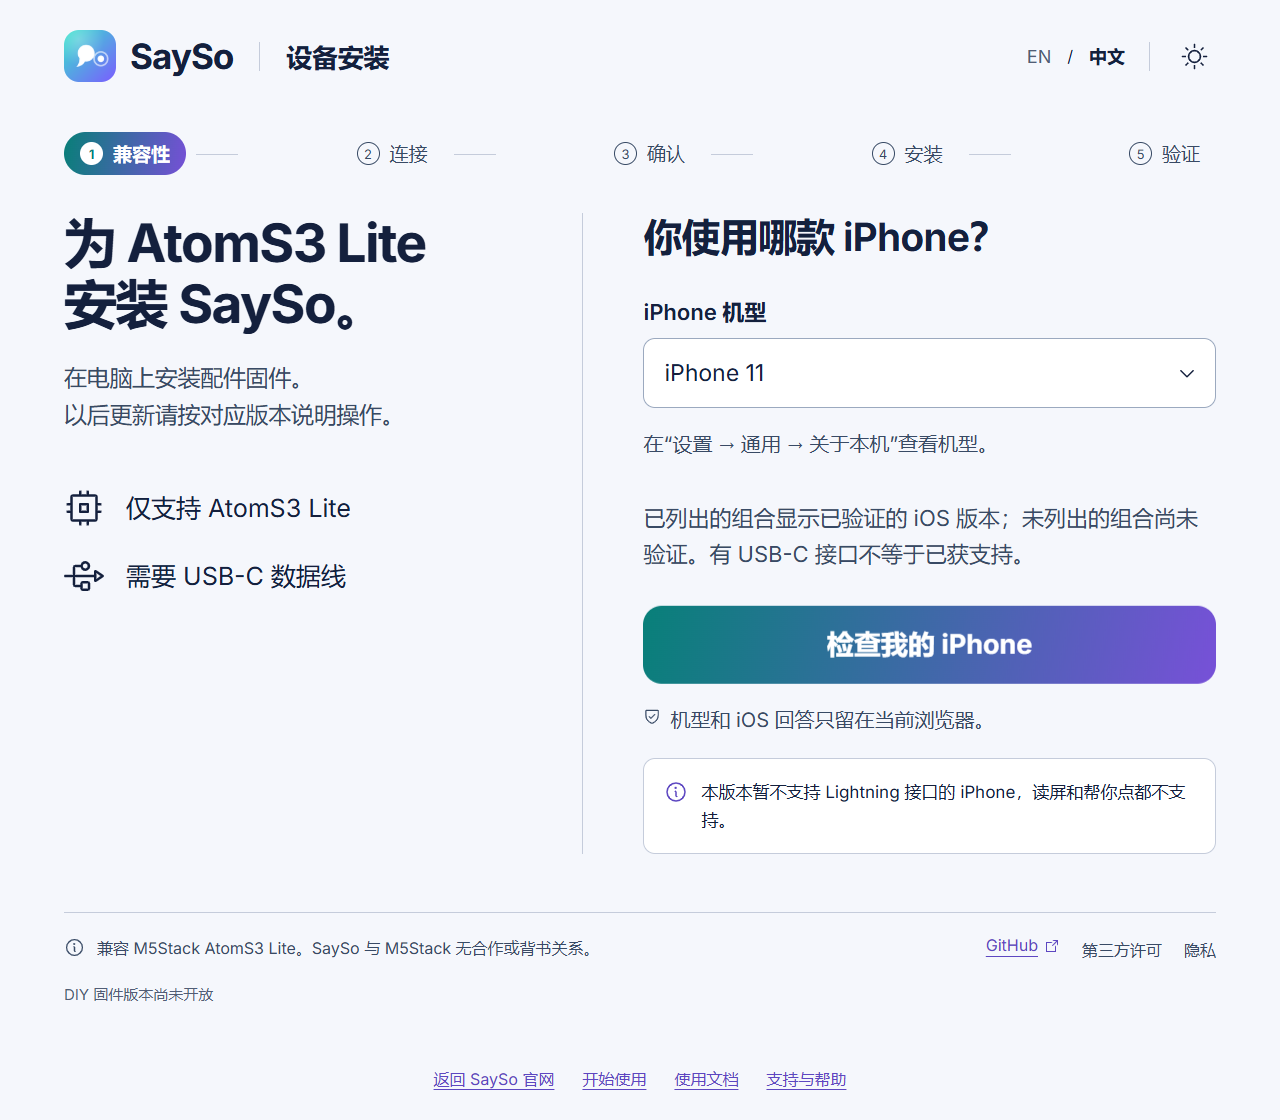 SaySo
设备安装
EN / 中文
1 兼容性
2 连接
3 确认
4 安装
5 验证
为 AtomS3 Lite
安装 SaySo。
在电脑上安装配件固件。
以后更新请按对应版本说明操作。
仅支持 AtomS3 Lite
需要 USB-C 数据线
你使用哪款 iPhone？
iPhone 机型
iPhone 11
在“设置 → 通用 → 关于本机”查看机型。
已列出的组合显示已验证的 iOS 版本；未列出的组合尚未
验证。有 USB-C 接口不等于已获支持。
检查我的 iPhone
机型和 iOS 回答只留在当前浏览器。
本版本暂不支持 Lightning 接口的 iPhone，读屏和帮你点都不支
持。
兼容 M5Stack AtomS3 Lite。SaySo 与 M5Stack 无合作或背书关系。
GitHub
第三方许可
隐私
DIY 固件版本尚未开放
返回 SaySo 官网
开始使用
使用文档
支持与帮助